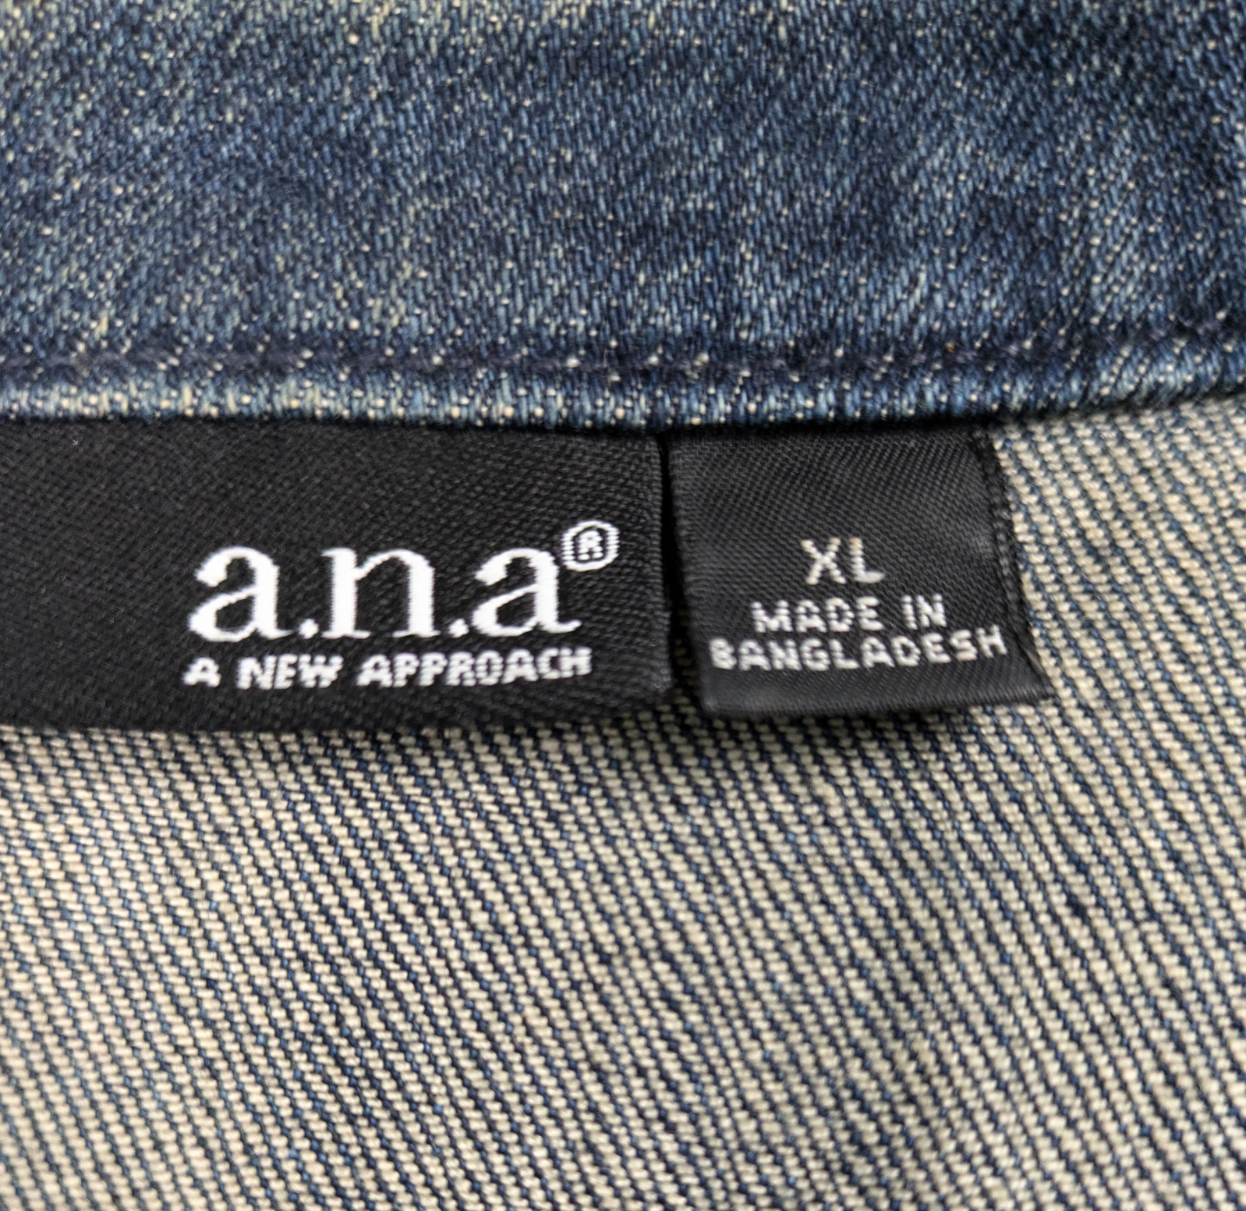 a.n.a®
A NEW APPROACH
XL
MADE IN
BANGLADESH